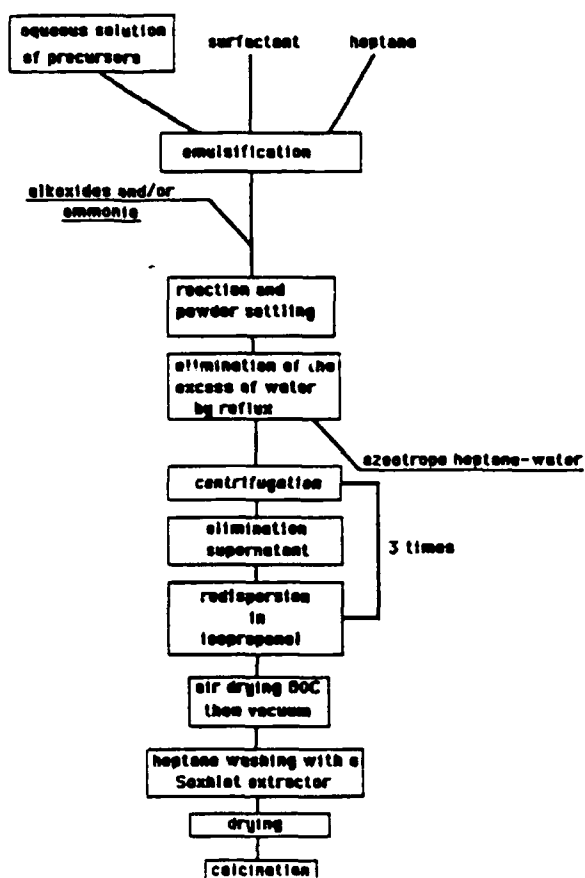 aqueous solution
of precursors
surfactant
heptane
emulsification
alkoxides and/or
ammonia
reaction and
powder settling
elimination of the
excess of water
by reflux
azeotrope heptane-water
centrifugation
elimination
supernatant
3 times
redispersion
in
isopropanol
air drying
then vacuum
heptane washing with a
Soxhlet extractor
drying
calcination